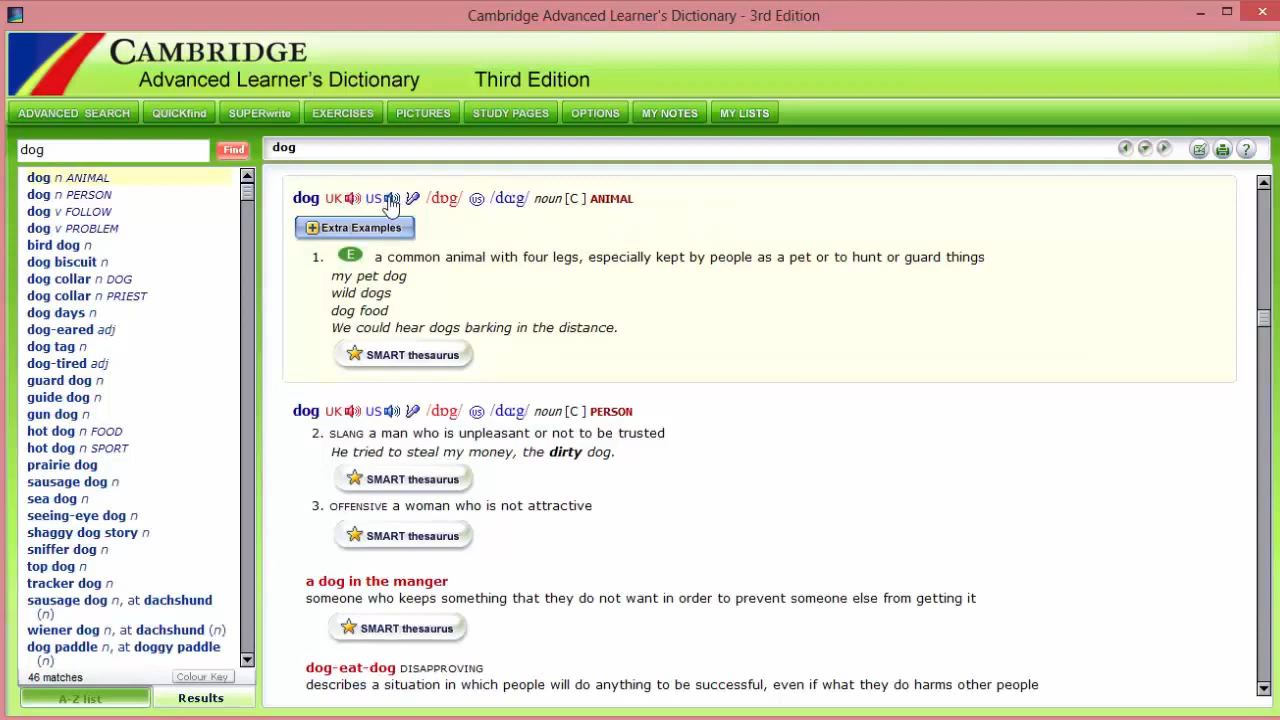 Cambridge Advanced Learner's Dictionary - 3rd Edition
CAMBRIDGE
Advanced Learner's Dictionary Third Edition
ADVANCED SEARCH QUICKfind SUPERwrite EXERCISES PICTURES STUDY PAGES OPTIONS MY NOTES MY LISTS
dog Find
dog n ANIMAL
dog n PERSON
dog v FOLLOW
dog v PROBLEM
bird dog n
dog biscuit n
dog collar n DOG
dog collar n PRIEST
dog days n
dog-eared adj
dog tag n
dog-tired adj
guard dog n
guide dog n
gun dog n
hot dog n FOOD
hot dog n SPORT
prairie dog
sausage dog n
sea dog n
seeing-eye dog n
shaggy dog story n
sniffer dog n
top dog n
tracker dog n
sausage dog n, at dachshund
(n)
wiener dog n, at dachshund (n)
dog paddle n, at doggy paddle
(n)
46 matches Colour Key
A-Z list Results
dog ?
dog UK US /dɒg/ US /dɑːg/ noun [C ] ANIMAL
Extra Examples
1. E a common animal with four legs, especially kept by people as a pet or to hunt or guard things
my pet dog
wild dogs
dog food
We could hear dogs barking in the distance.
SMART thesaurus
dog UK US /dɒg/ US /dɑːg/ noun [C ] PERSON
2. SLANG a man who is unpleasant or not to be trusted
He tried to steal my money, the dirty dog.
SMART thesaurus
3. OFFENSIVE a woman who is not attractive
SMART thesaurus
a dog in the manger
someone who keeps something that they do not want in order to prevent someone else from getting it
SMART thesaurus
dog-eat-dog DISAPPROVING
describes a situation in which people will do anything to be successful, even if what they do harms other people